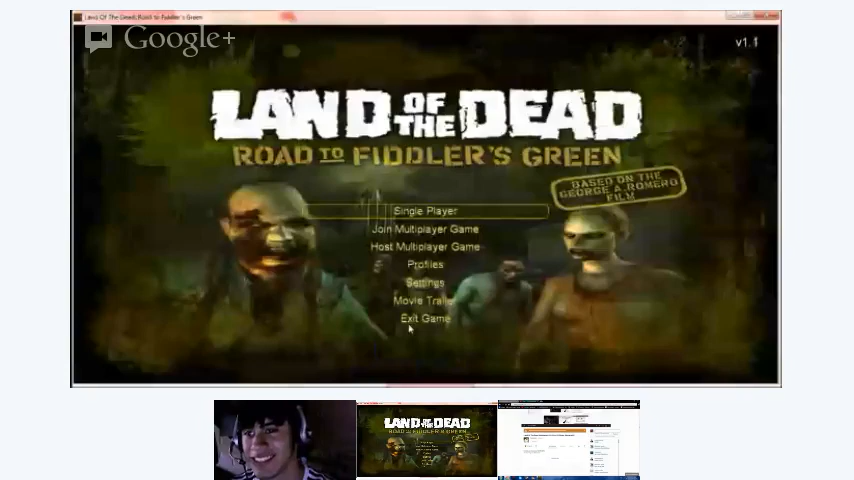 Land Of The Dead: Road to Fiddler's Green
Google+
v1.1
LAND OF THE DEAD
ROAD TO FIDDLER'S GREEN
BASED ON THE
GEORGE A. ROMERO
FILM
Single Player
Join Multiplayer Game
Host Multiplayer Game
Profiles
Settings
Movie Trailer
Exit Game
LAND OF THE DEAD
ROAD TO FIDDLER'S GREEN